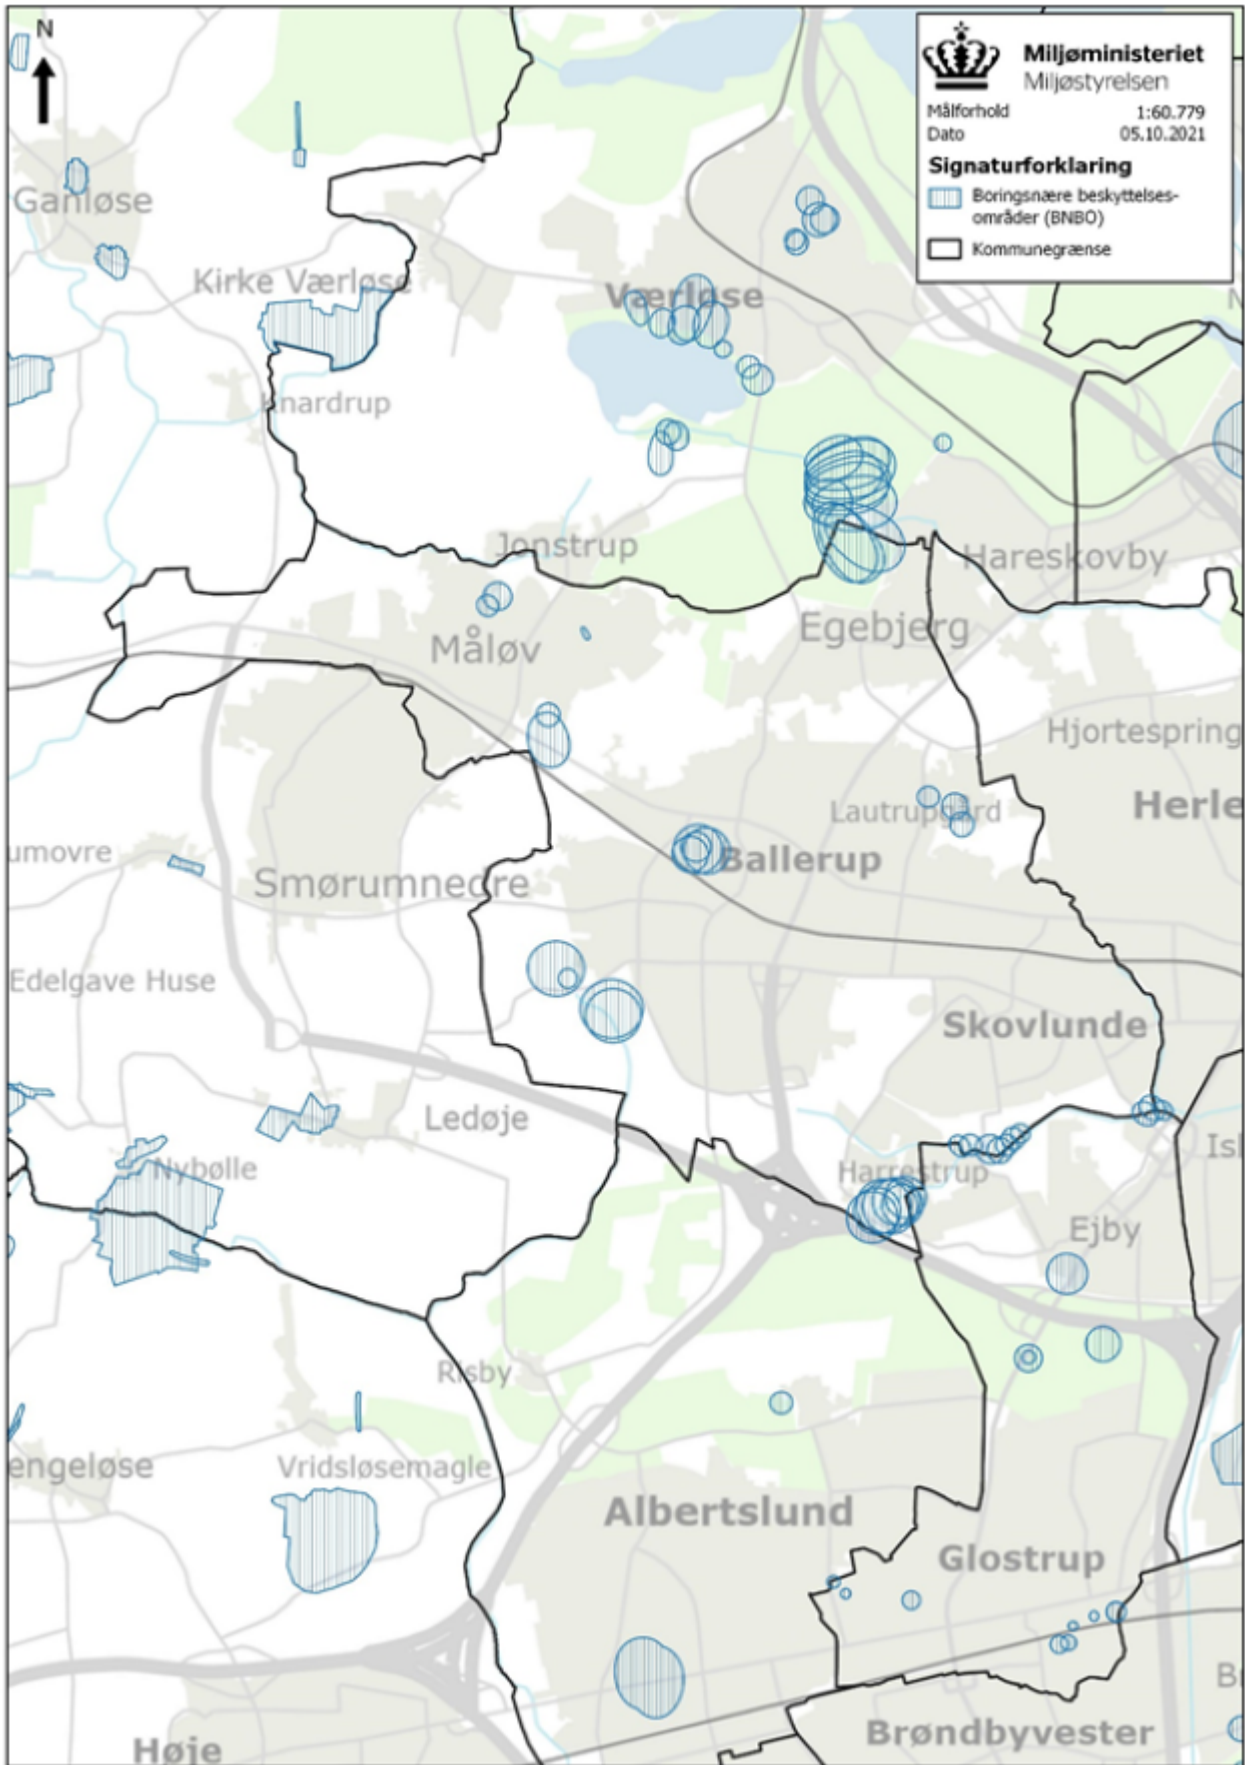 N
Miljøministeriet
Miljøstyrelsen
Målforhold 1:60.779
Dato 05.10.2021
Signaturforklaring
Boringsnære beskyttelses-
områder (BNBO)
Kommunegrænse
Ganløse
Kirke Værløse
Værløse
Knardrup
Jonstrup
Hareskovby
Måløv
Egebjerg
Hjortespring
Lautrupgård
Herle
umovre
Ballerup
Smørumnedre
Edelgave Huse
Skovlunde
Ledøje
Nybølle
Harrestrup
Isl
Ejby
Risby
engeløse
Vridsløsemagle
Albertslund
Glostrup
Br
Brøndbyvester
Høje